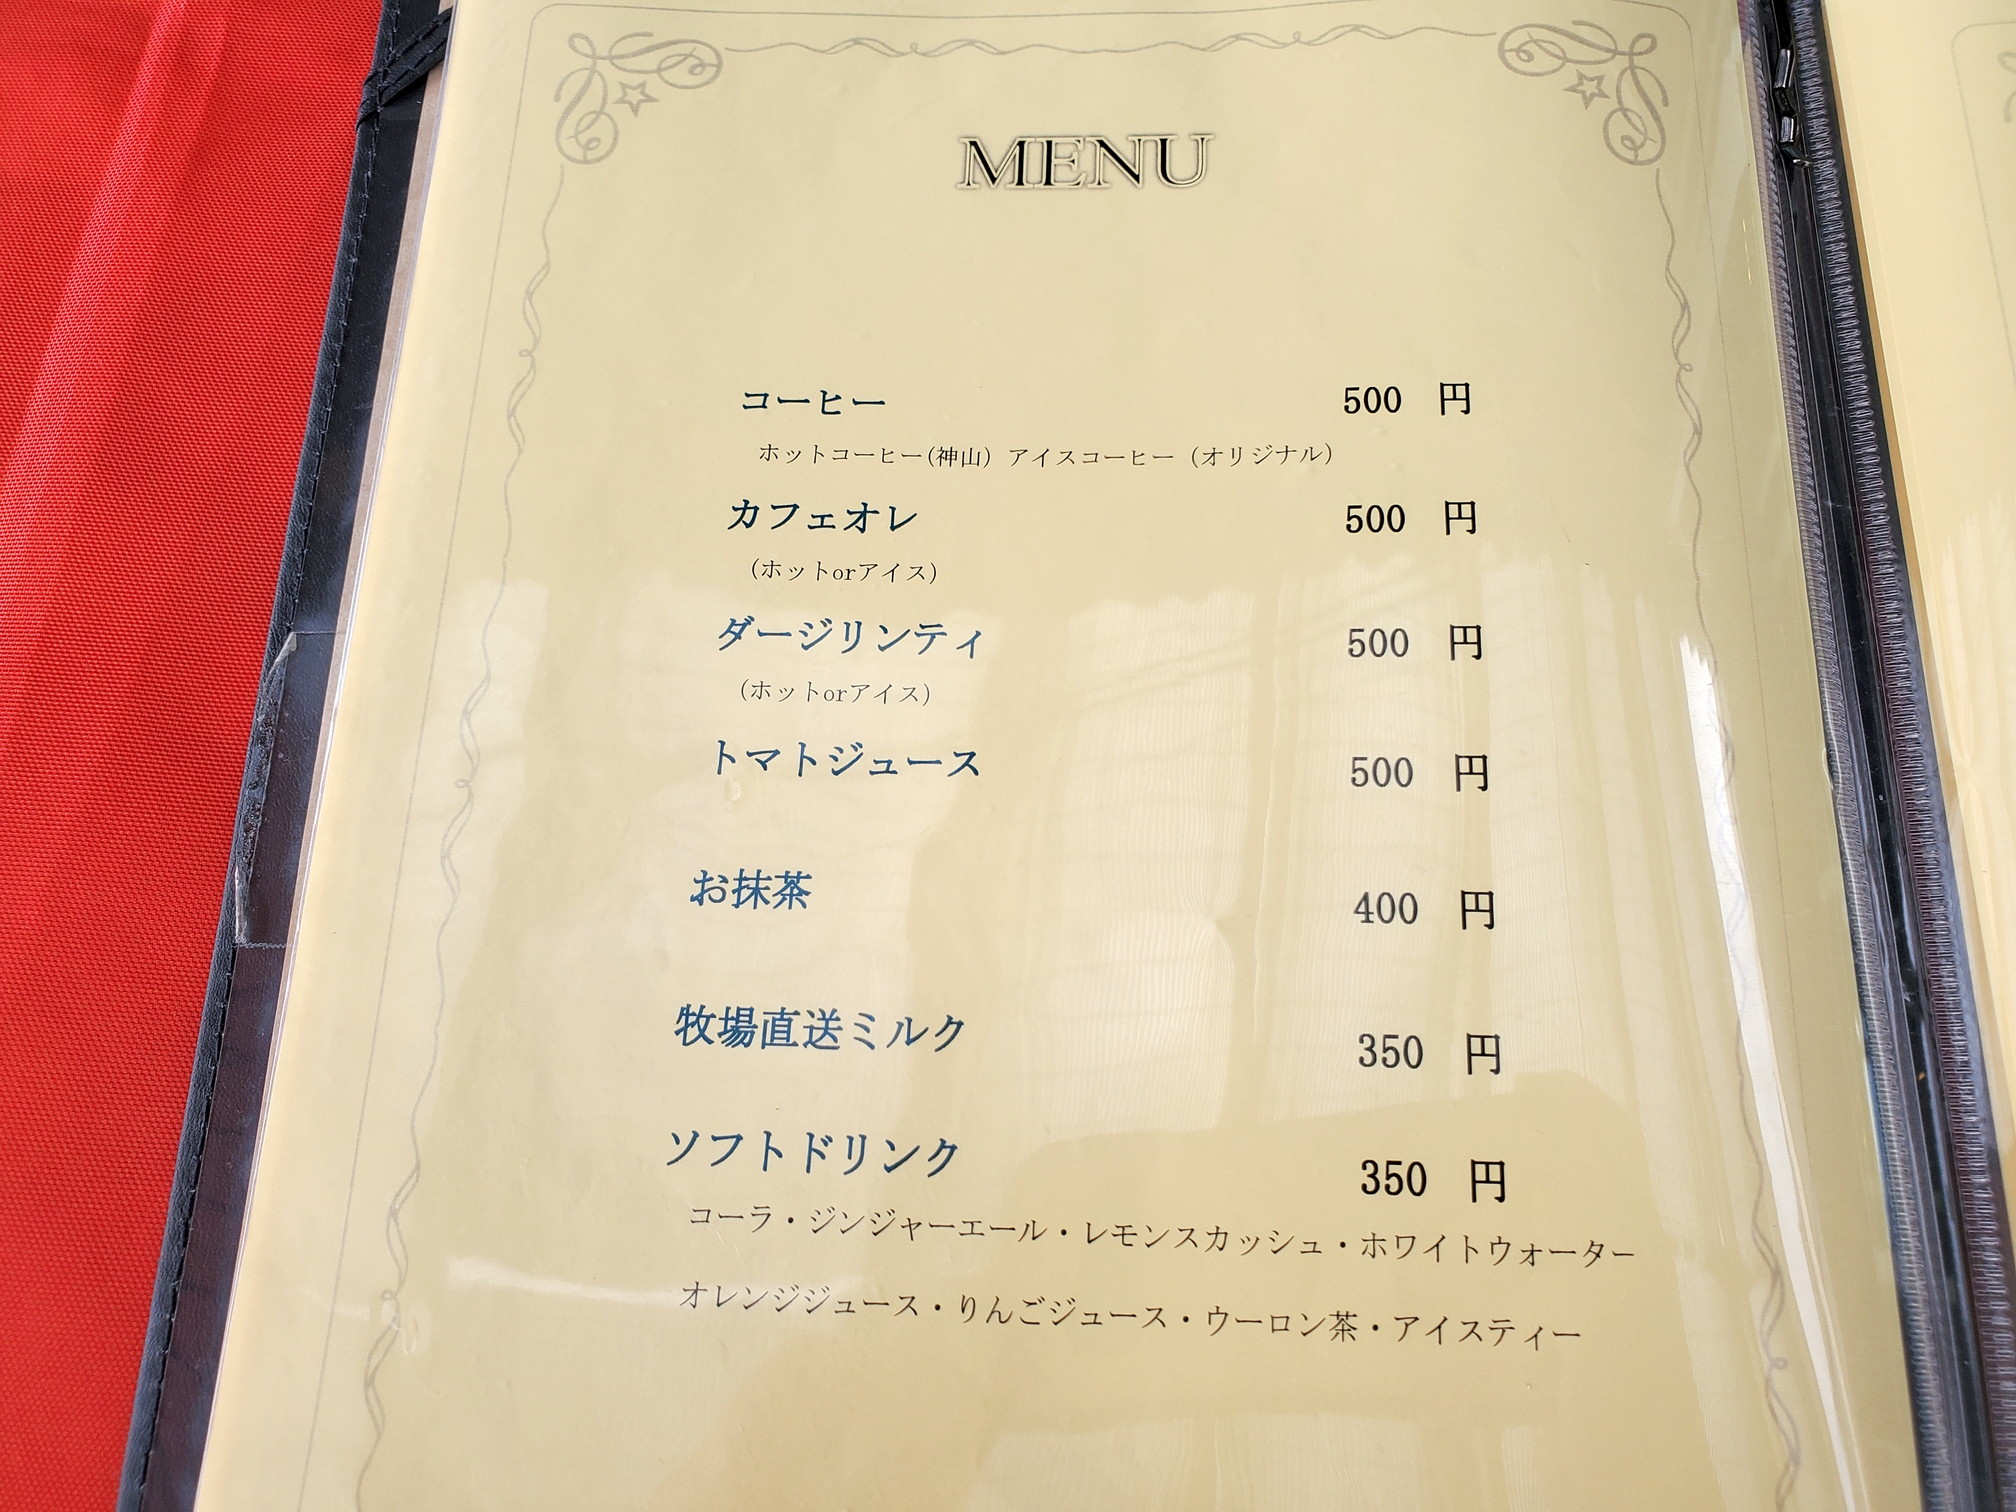 MENU
コーヒー 500 円
ホットコーヒー(神山) アイスコーヒー (オリジナル)
カフェオレ 500 円
(ホットorアイス)
ダージリンティ 500 円
(ホットorアイス)
トマトジュース 500 円
お抹茶 400 円
牧場直送ミルク 350 円
ソフトドリンク 350 円
コーラ・ジンジャーエール・レモンスカッシュ・ホワイトウォーター
オレンジジュース・りんごジュース・ウーロン茶・アイスティー